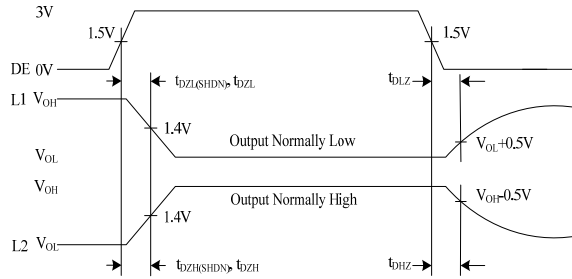 3V
1.5V
1.5V
DE 0V
tDZL(SHDN), tDZL
tDLZ
L1 VOH
1.4V
Output Normally Low
VOL+0.5V
VOL
VOH
Output Normally High
VOH-0.5V
1.4V
L2 VOL
tDZH(SHDN), tDZH
tDHZ